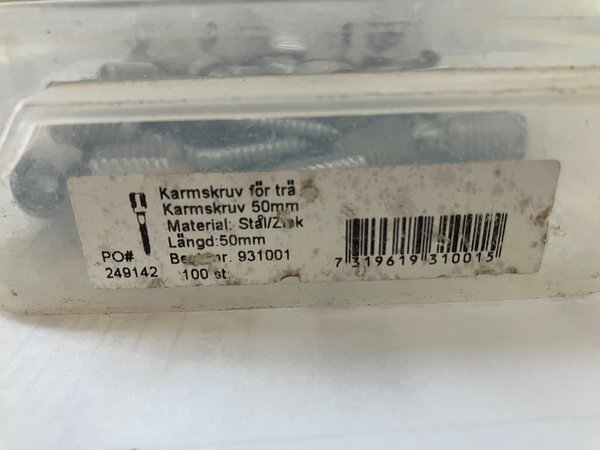 Karmskruv för trä
Karmskruv 50mm
Material: Stål/Zink
Längd:50mm
nr. 931001
100 st.
PO#
249142
7 319619 310015